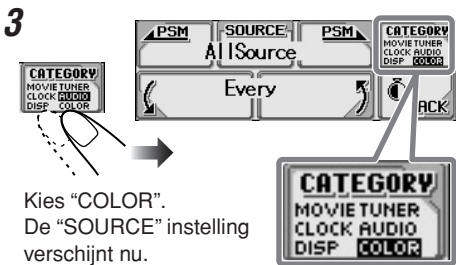 3
PSM SOURCE PSM
AllSource
Every
CATEGORY
MOVIE TUNER
CLOCK AUDIO
DISP COLOR
ACK
CATEGORY
MOVIE TUNER
CLOCK AUDIO
DISP COLOR
Kies “COLOR”.
De “SOURCE” instelling
verschijnt nu.
CATEGORY
MOVIE TUNER
CLOCK AUDIO
DISP COLOR